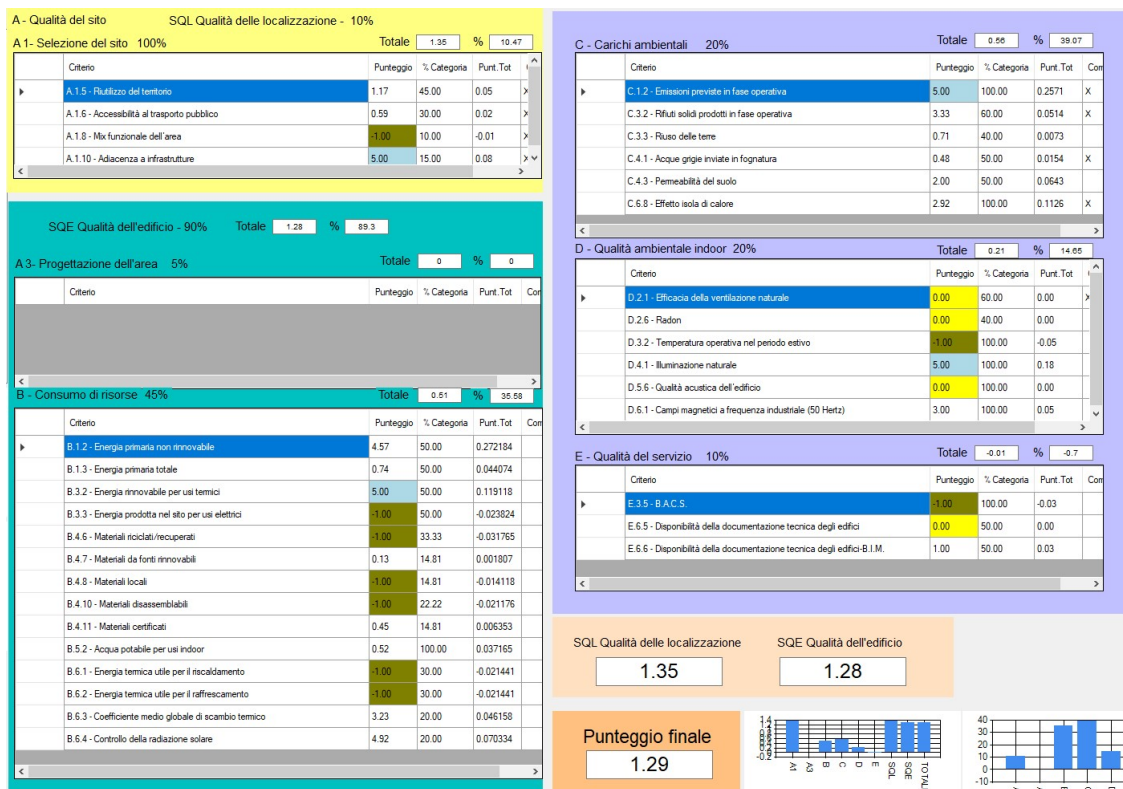 A - Qualità del sito SQL Qualità delle localizzazione - 10%
A 1- Selezione del sito 100% Totale 1.35 % 10.47
Criterio Punteggio % Categoria Punt.Tot
A.1.5 - Riutilizzo del territorio 1.17 45.00 0.05 X
A.1.6 - Accessibilità al trasporto pubblico 0.59 30.00 0.02 X
A.1.8 - Mix funzionale dell'area -1.00 10.00 -0.01 X
A.1.10 - Adiacenza a infrastrutture 5.00 15.00 0.08 X
SQE Qualità dell'edificio - 90% Totale 1.28 % 89.3
A 3- Progettazione dell'area 5% Totale 0 % 0
Criterio Punteggio % Categoria Punt.Tot Con
B - Consumo di risorse 45% Totale 0.51 % 35.58
Criterio Punteggio % Categoria Punt.Tot Com
B.1.2 - Energia primaria non rinnovabile 4.57 50.00 0.272184
B.1.3 - Energia primaria totale 0.74 50.00 0.044074
B.3.2 - Energia rinnovabile per usi termici 5.00 50.00 0.119118
B.3.3 - Energia prodotta nel sito per usi elettrici -1.00 50.00 -0.023824
B.4.6 - Materiali riciclati/recuperati -1.00 33.33 -0.031765
B.4.7 - Materiali da fonti rinnovabili 0.13 14.81 0.001807
B.4.8 - Materiali locali -1.00 14.81 -0.014118
B.4.10 - Materiali disassemblabili -1.00 22.22 -0.021176
B.4.11 - Materiali certificati 0.45 14.81 0.006353
B.5.2 - Acqua potabile per usi indoor 0.52 100.00 0.037165
B.6.1 - Energia termica utile per il riscaldamento -1.00 30.00 -0.021441
B.6.2 - Energia termica utile per il raffrescamento -1.00 30.00 -0.021441
B.6.3 - Coefficiente medio globale di scambio termico 3.23 20.00 0.046158
B.6.4 - Controllo della radiazione solare 4.92 20.00 0.070334
C - Carichi ambientali 20% Totale 0.56 % 39.07
Criterio Punteggio % Categoria Punt.Tot Com
C.1.2 - Emissioni previste in fase operativa 5.00 100.00 0.2571 X
C.3.2 - Rifiuti solidi prodotti in fase operativa 3.33 60.00 0.0514 X
C.3.3 - Riuso delle terre 0.71 40.00 0.0073
C.4.1 - Acque grigie inviate in fognatura 0.48 50.00 0.0154 X
C.4.3 - Permeabilità del suolo 2.00 50.00 0.0643
C.6.8 - Effetto isola di calore 2.92 100.00 0.1126 X
D - Qualità ambientale indoor 20% Totale 0.21 % 14.65
Criterio Punteggio % Categoria Punt.Tot
D.2.1 - Efficacia della ventilazione naturale 0.00 60.00 0.00 X
D.2.6 - Radon 0.00 40.00 0.00
D.3.2 - Temperatura operativa nel periodo estivo -1.00 100.00 -0.05
D.4.1 - Illuminazione naturale 5.00 100.00 0.18
D.5.6 - Qualità acustica dell'edificio 0.00 100.00 0.00
D.6.1 - Campi magnetici a frequenza industriale (50 Hertz) 3.00 100.00 0.05
E - Qualità del servizio 10% Totale -0.01 % -0.7
Criterio Punteggio % Categoria Punt.Tot Com
E.3.5 - B.A.C.S. -1.00 100.00 -0.03
E.6.5 - Disponibilità della documentazione tecnica degli edifici 0.00 50.00 0.00
E.6.6 - Disponibilità della documentazione tecnica degli edifici-B.I.M. 1.00 50.00 0.03
SQL Qualità delle localizzazione SQE Qualità dell'edificio
1.35 1.28
Punteggio finale
1.29
1.4
-0.2
A1 A3 B C D E SQL SQE TOTAL
40
30
20
10
0
-10